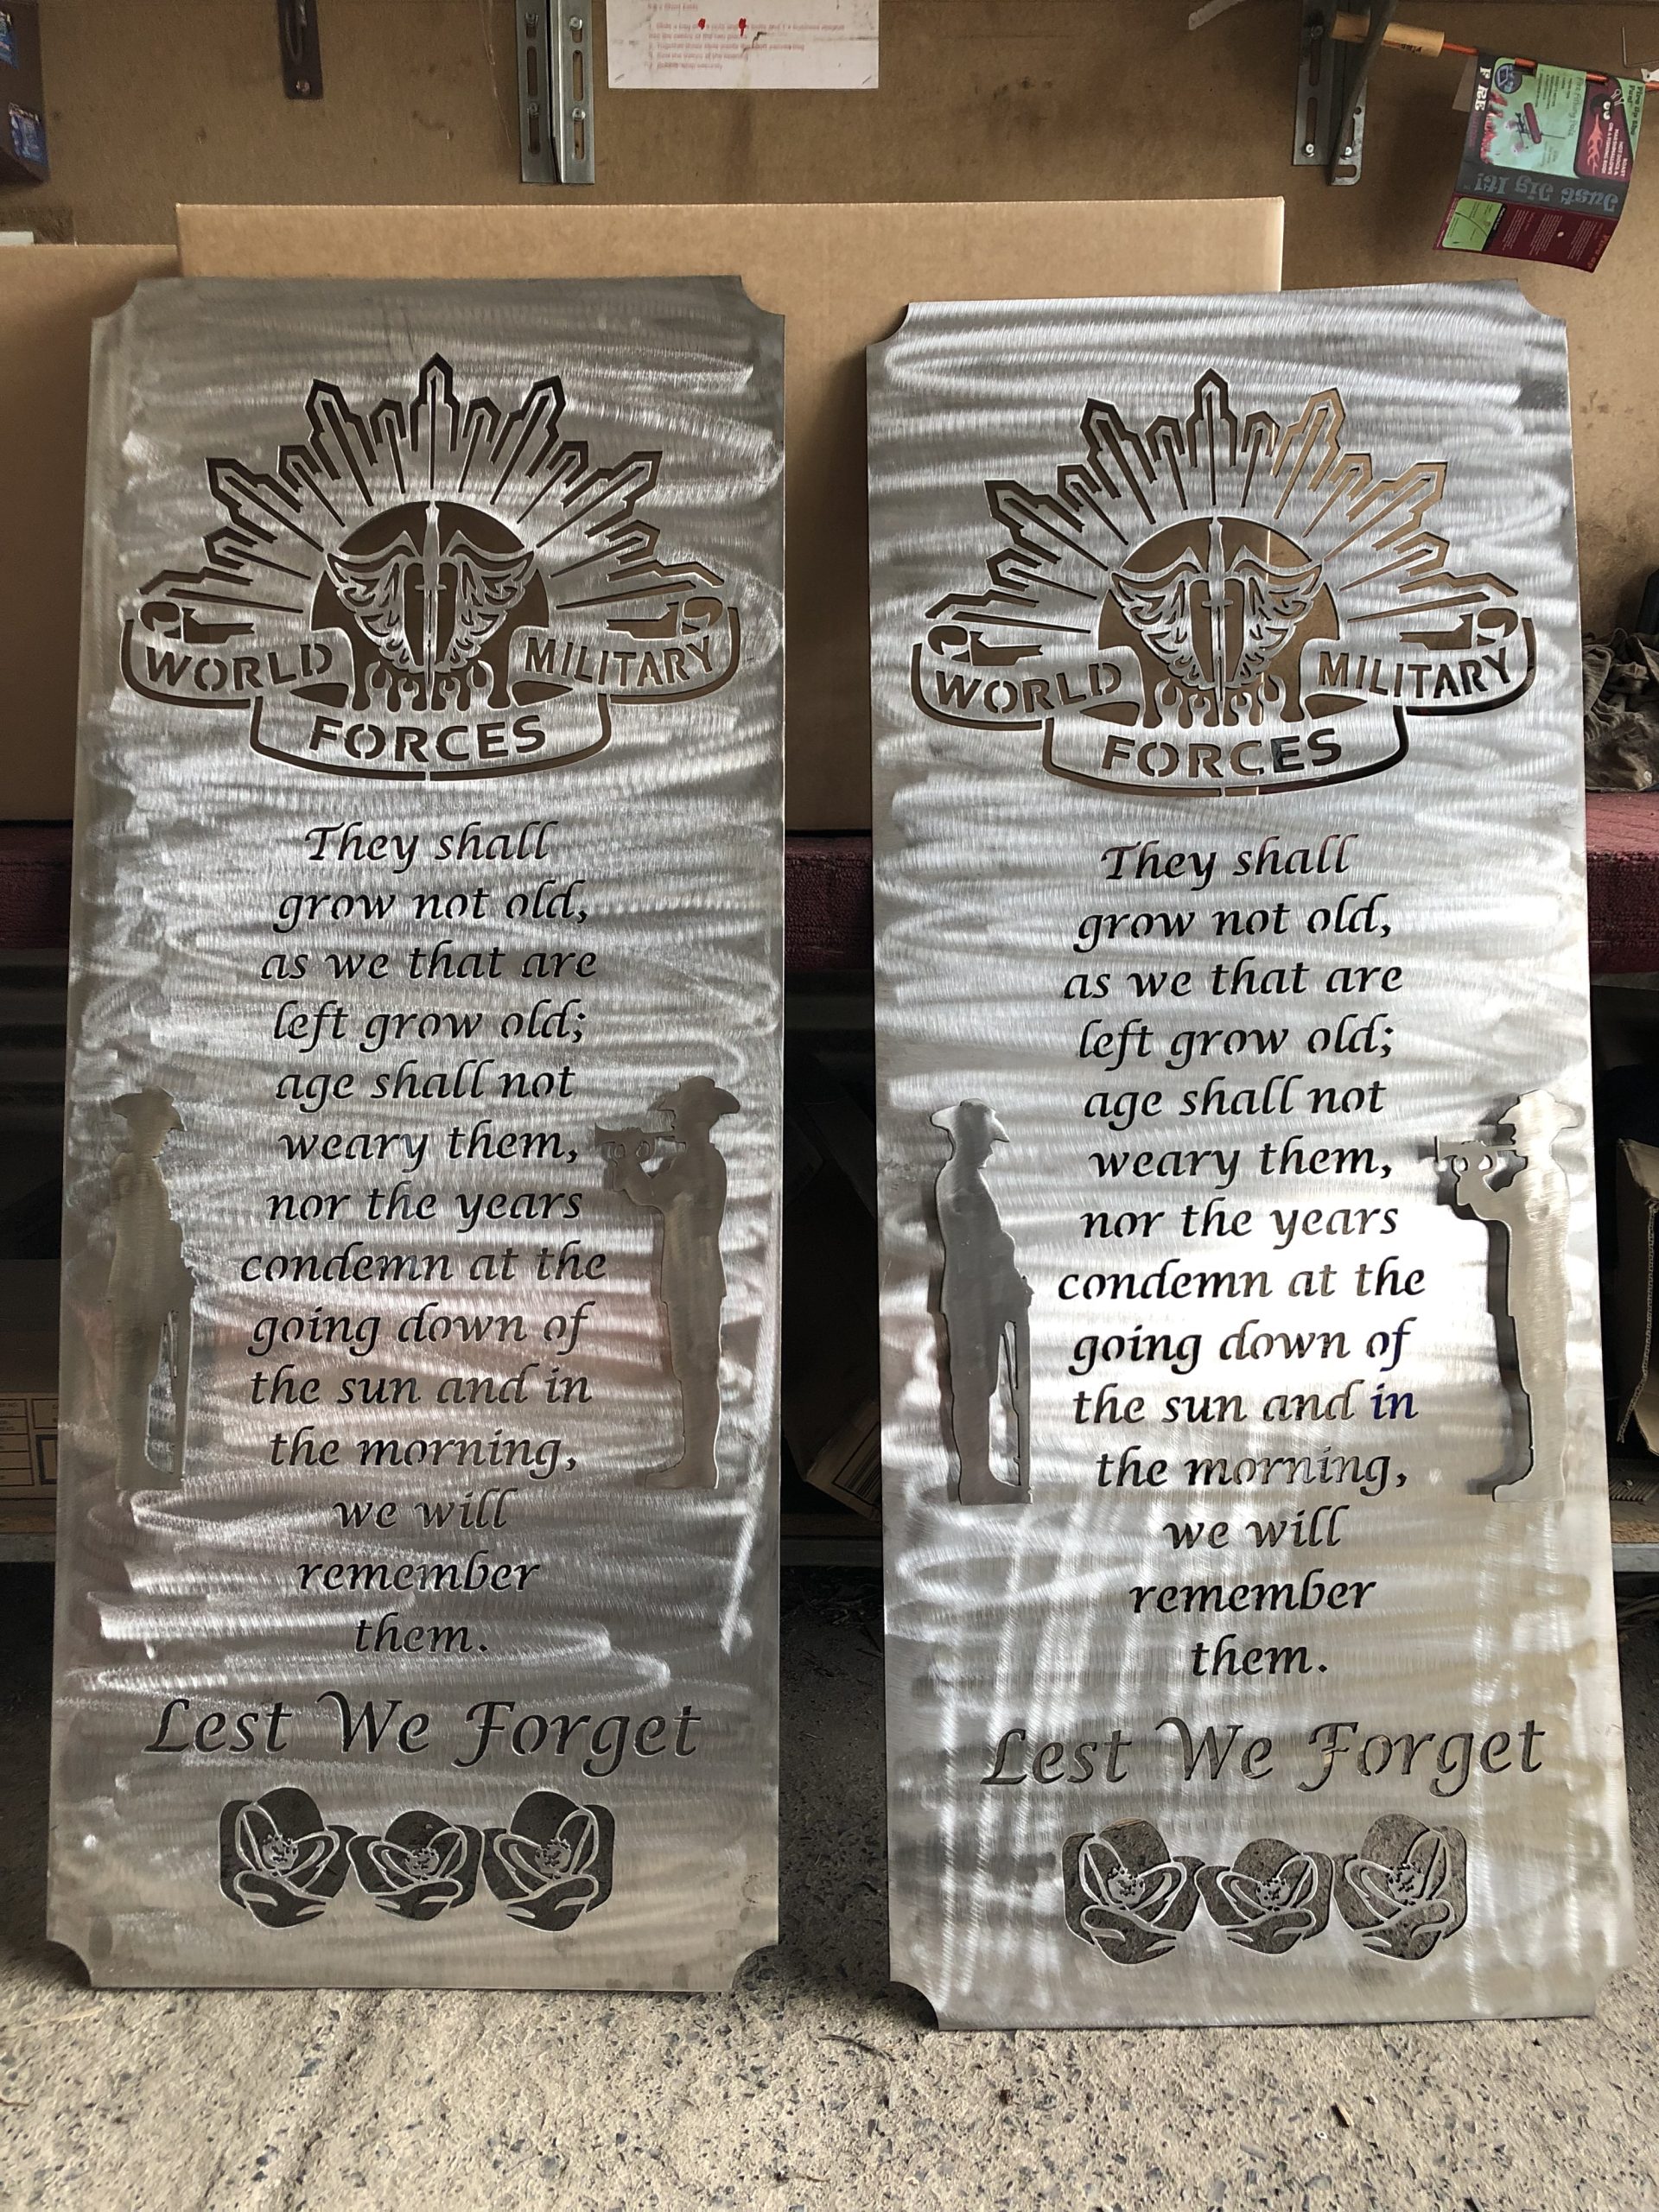 WORLD MILITARY
FORCES
They shall
grow not old,
as we that are
left grow old;
age shall not
weary them,
nor the years
condemn at the
going down of
the sun and in
the morning,
we will
remember
them.
Lest We Forget
WORLD MILITARY
FORCES
They shall
grow not old,
as we that are
left grow old;
age shall not
weary them,
nor the years
condemn at the
going down of
the sun and in
the morning,
we will
remember
them.
Lest We Forget
Just Jig It!